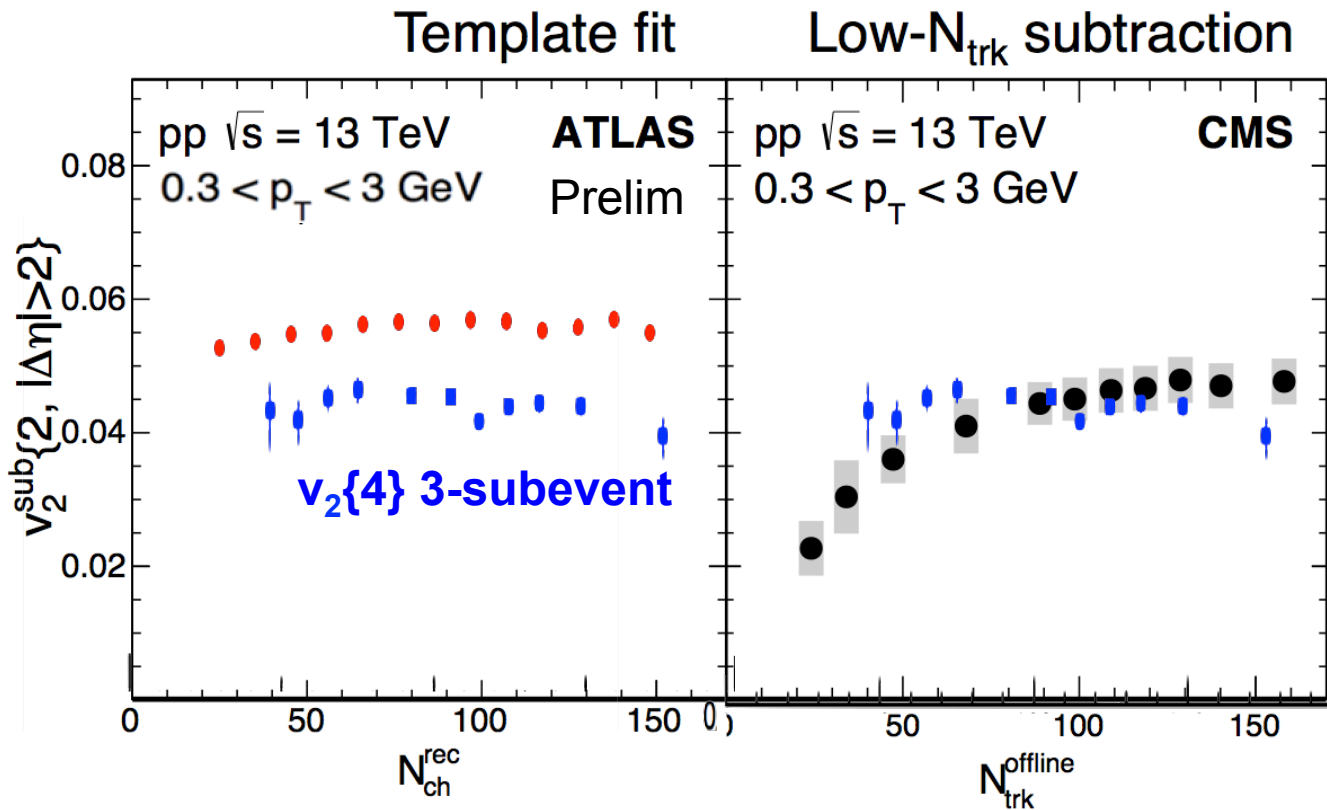 Template fit
Low-N_trk subtraction
pp √s = 13 TeV
ATLAS
0.3 < p_T < 3 GeV
Prelim
pp √s = 13 TeV
CMS
0.3 < p_T < 3 GeV
v_2^sub{2, |Δη|>2}
0.08
0.06
0.04
0.02
v_2{4} 3-subevent
0 50 100 150 0
50 100 150
N_ch^rec
N_trk^offline